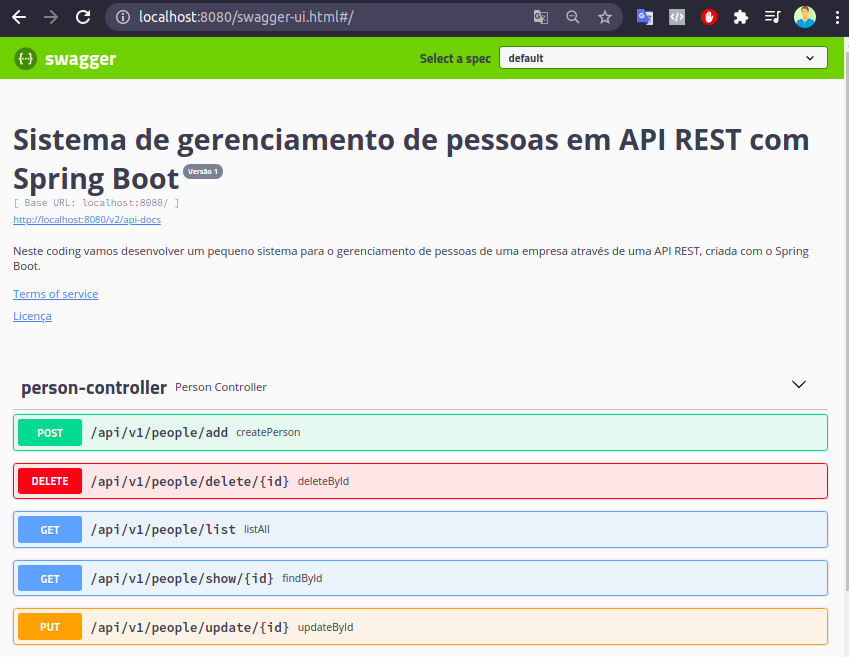 localhost:8080/swagger-ui.html#/
swagger
Select a spec
default
Sistema de gerenciamento de pessoas em API REST com
Spring Boot Versão 1
[ Base URL: localhost:8080/ ]
http://localhost:8080/v2/api-docs
Neste coding vamos desenvolver um pequeno sistema para o gerenciamento de pessoas de uma empresa através de uma API REST, criada com o Spring
Boot.
Terms of service
Licença
person-controller Person Controller
POST /api/v1/people/add createPerson
DELETE /api/v1/people/delete/{id} deleteById
GET /api/v1/people/list listAll
GET /api/v1/people/show/{id} findById
PUT /api/v1/people/update/{id} updateById